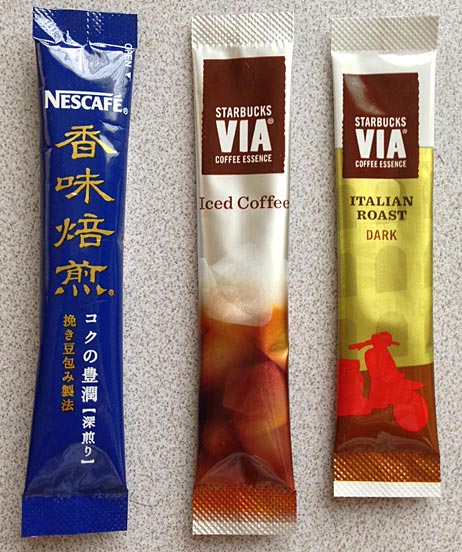 OPEN
NESCAFÉ®
香味焙煎®
コクの豊潤【深煎り】
挽き豆包み製法
STARBUCKS
VIA®
COFFEE ESSENCE
Iced Coffee
STARBUCKS
VIA®
COFFEE ESSENCE
ITALIAN
ROAST
DARK